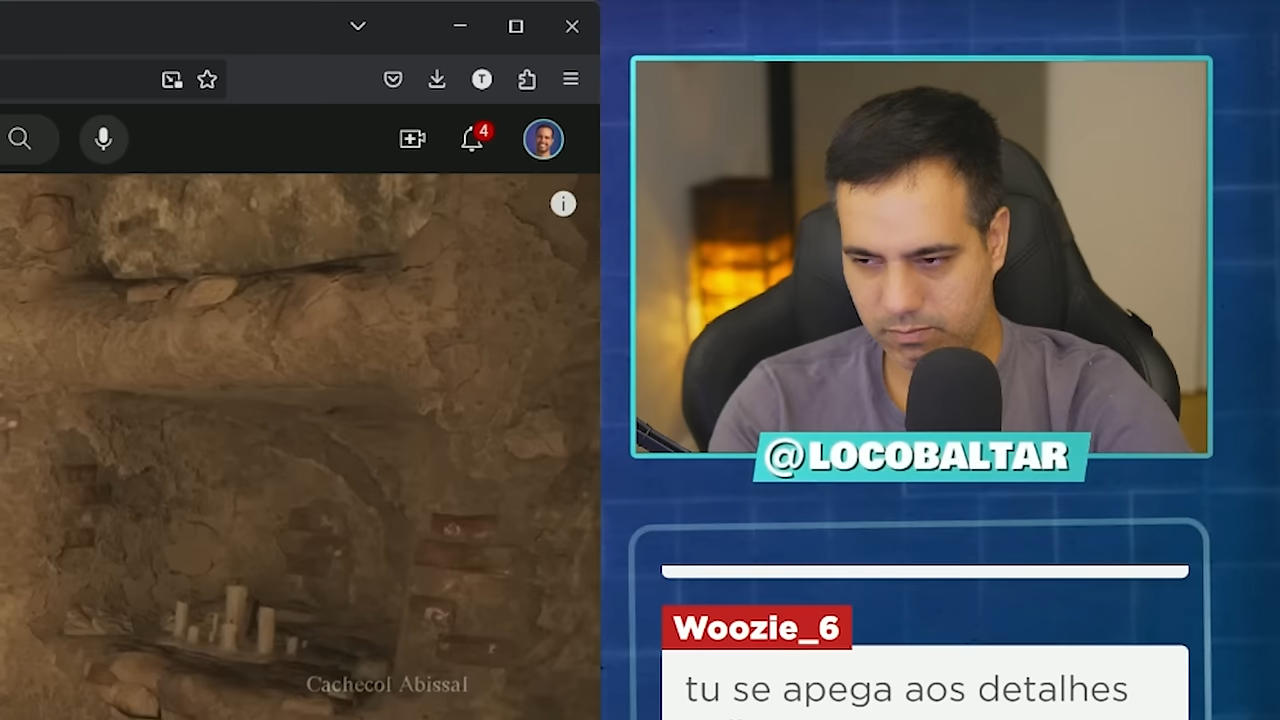 T
4
i
Cachecol Abissal
@LOCOBALTAR
Woozie_6
tu se apega aos detalhes